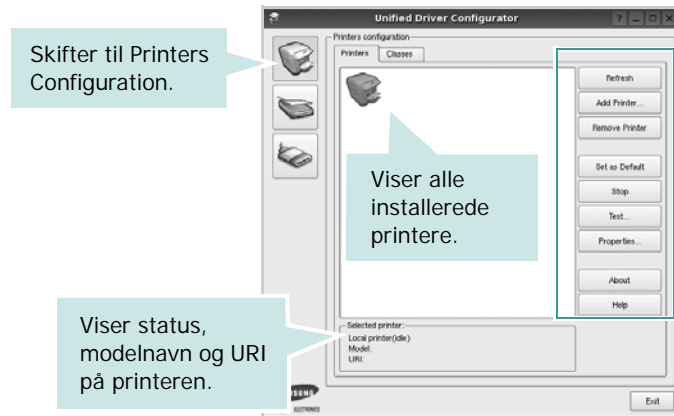 Unified Driver Configurator
Skifter til Printers
Configuration.
Printers configuration
Printers
Classes
Refresh
Add Printer...
Remove Printer
Set as Default
Stop
Test...
Properties...
About
Help
Viser alle
installerede
printere.
Viser status,
modelnavn og URI
på printeren.
Selected printer:
Local printer(idle)
Model:
URI:
ELECTRONICS
Exit